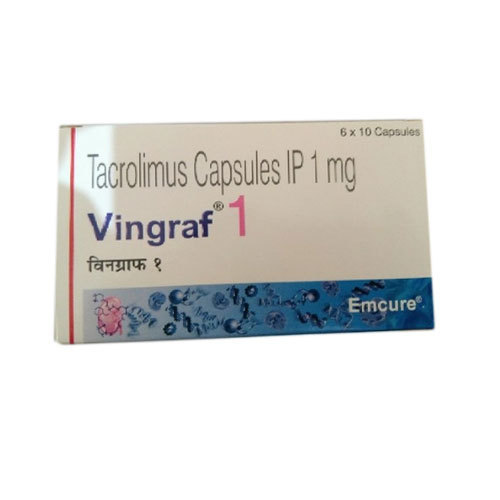 6 x 10 Capsules
Tacrolimus Capsules IP 1 mg
Vingraf® 1
विनग्राफ १
Emcure®